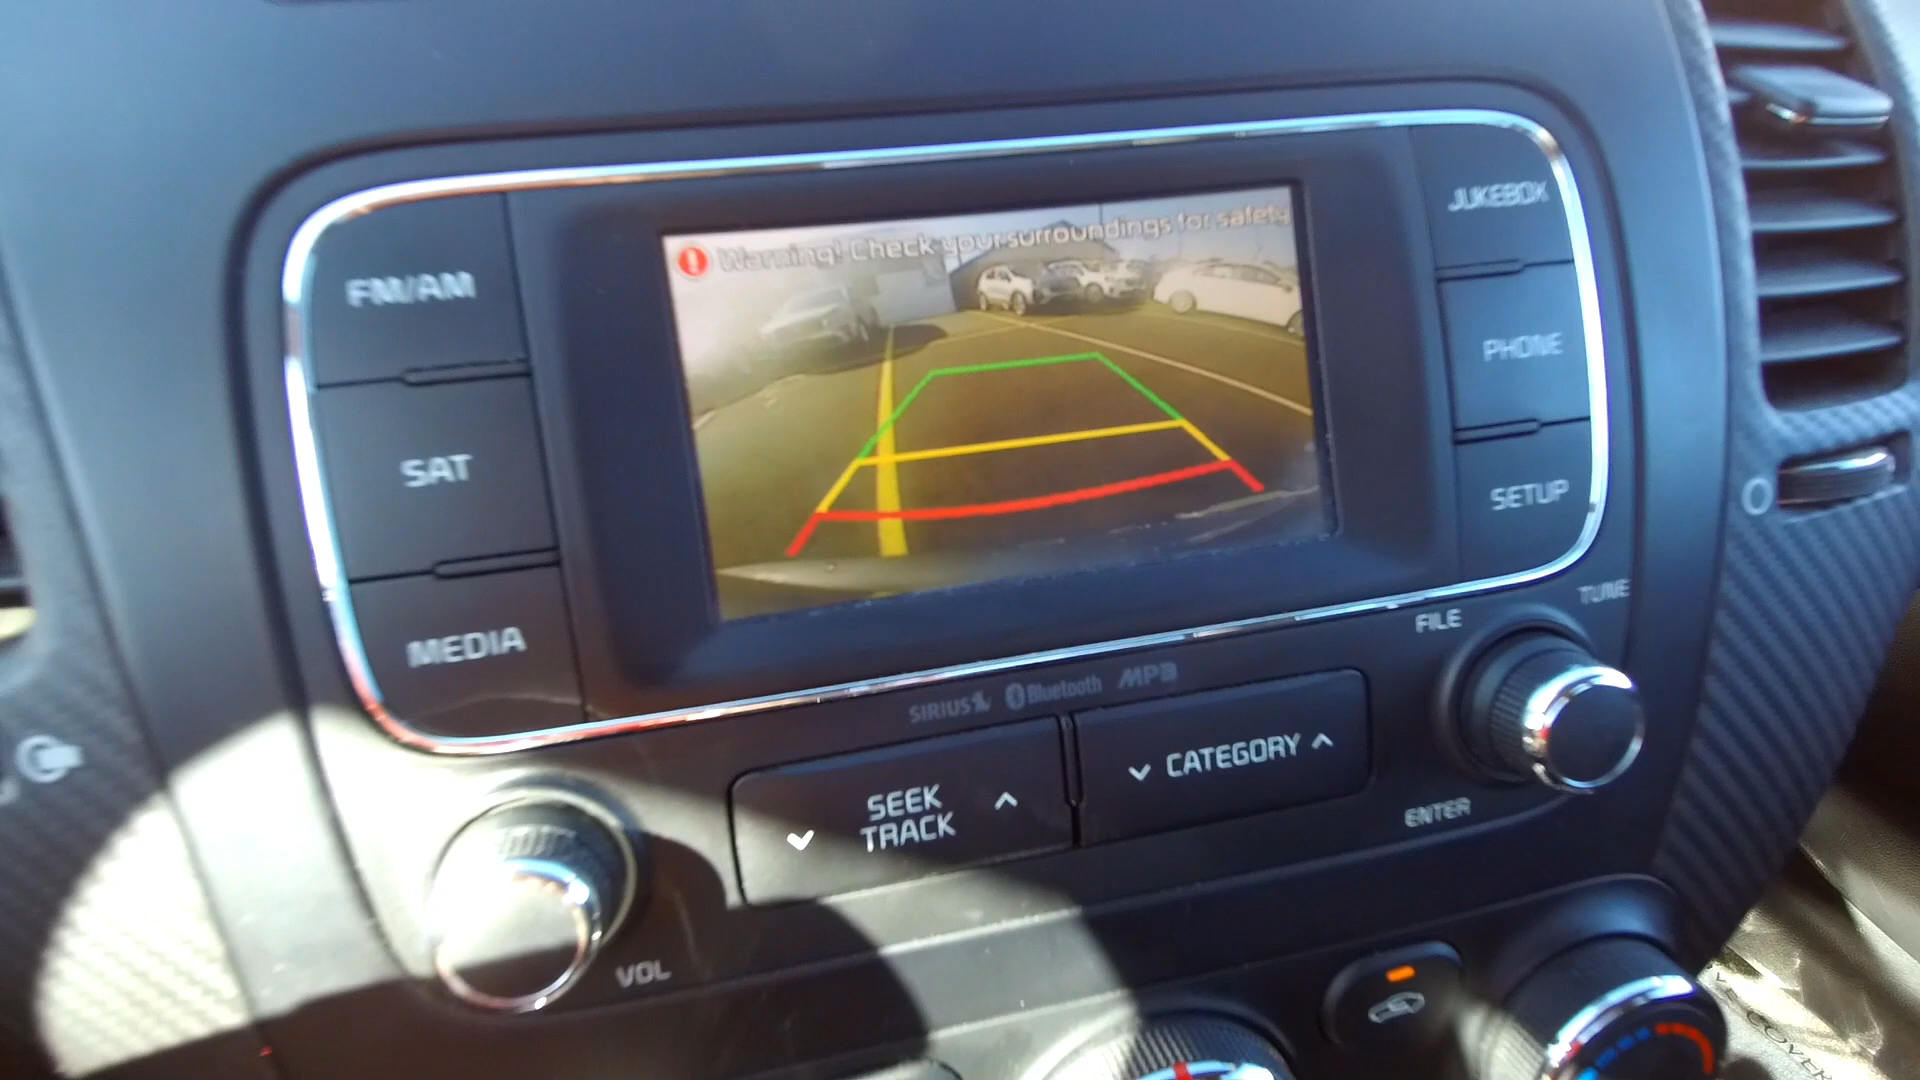 Warning! Check your surroundings for safety
FM/AM
SAT
MEDIA
JUKEBOX
PHONE
SETUP
TUNE
FILE
SIRIUS Bluetooth MP3
SEEK
TRACK
CATEGORY
ENTER
VOL
COVER